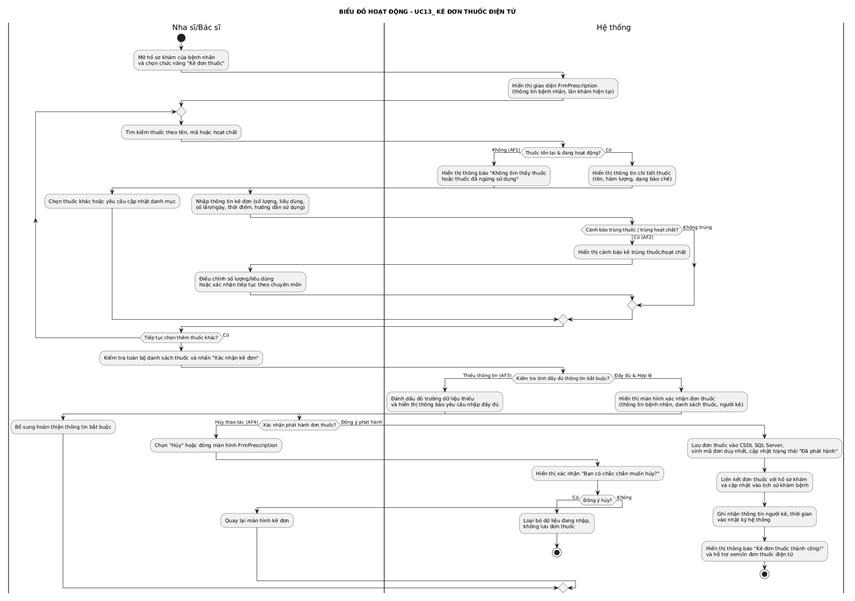 BIỂU ĐỒ HOẠT ĐỘNG - UC13_ KÊ ĐƠN THUỐC ĐIỆN TỬ
Nha sĩ/Bác sĩ
Hệ thống
Mở hồ sơ khám của bệnh nhân
và chọn chức năng "Kê đơn thuốc"
Hiển thị giao diện FrmPrescription
(thông tin bệnh nhân, lần khám hiện tại)
Tìm kiếm thuốc theo tên, mã hoặc hoạt chất
Không (AF1)
Thuốc tồn tại & đang hoạt động?
Có
Hiển thị thông báo "Không tìm thấy thuốc
hoặc thuốc đã ngừng sử dụng"
Hiển thị thông tin chi tiết thuốc
(tên, hàm lượng, dạng bào chế)
Chọn thuốc khác hoặc yêu cầu cập nhật danh mục
Nhập thông tin kê đơn (số lượng, liều dùng,
số lần/ngày, thời điểm, hướng dẫn sử dụng)
Cảnh báo trùng thuốc / trùng hoạt chất?
Không trùng
Có (AF2)
Hiển thị cảnh báo kê trùng thuốc/hoạt chất
Điều chỉnh số lượng/liều dùng
hoặc xác nhận tiếp tục theo chuyên môn
Tiếp tục chọn thêm thuốc khác?
Có
Kiểm tra toàn bộ danh sách thuốc và nhấn "Xác nhận kê đơn"
Thiếu thông tin (AF3)
Kiểm tra tính đầy đủ thông tin bắt buộc?
Đầy đủ & Hợp lệ
Đánh dấu đỏ trường dữ liệu thiếu
và hiển thị thông báo yêu cầu nhập đầy đủ
Hiển thị màn hình xác nhận đơn thuốc
(thông tin bệnh nhân, danh sách thuốc, người kê)
Bổ sung hoàn thiện thông tin bắt buộc
Hủy thao tác (AF4)
Xác nhận phát hành đơn thuốc?
Đồng ý phát hành
Chọn "Hủy" hoặc đóng màn hình FrmPrescription
Lưu đơn thuốc vào CSDL SQL Server,
sinh mã đơn duy nhất, cập nhật trạng thái "Đã phát hành"
Hiển thị xác nhận "Bạn có chắc chắn muốn hủy?"
Liên kết đơn thuốc với hồ sơ khám
và cập nhật vào lịch sử khám bệnh
Có
Đồng ý hủy?
Không
Quay lại màn hình kê đơn
Loại bỏ dữ liệu đang nhập,
không lưu đơn thuốc
Ghi nhận thông tin người kê, thời gian
vào nhật ký hệ thống
Hiển thị thông báo "Kê đơn thuốc thành công!"
và hỗ trợ xem/in đơn thuốc điện tử